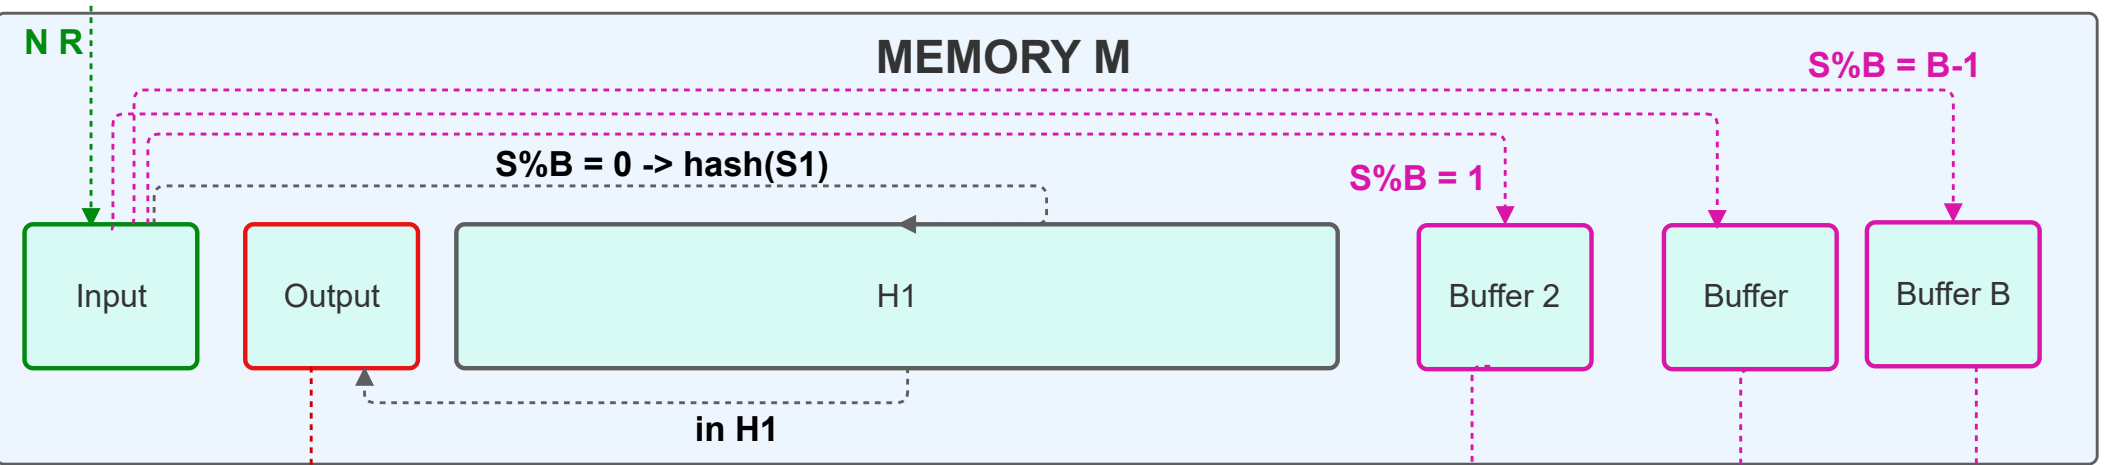 N R
MEMORY M
S%B = B-1
S%B = 0 -> hash(S1)
S%B = 1
Input
Output
H1
Buffer 2
Buffer
Buffer B
in H1